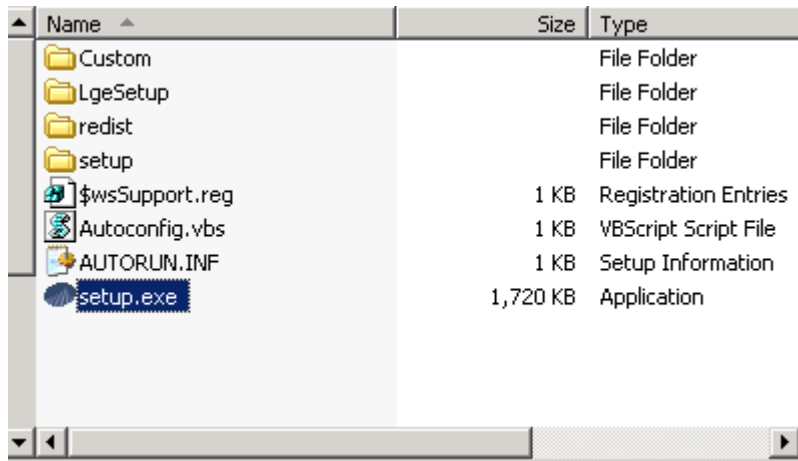 Name Size Type
Custom File Folder
LgeSetup File Folder
redist File Folder
setup File Folder
$wsSupport.reg 1 KB Registration Entries
Autoconfig.vbs 1 KB VBScript Script File
AUTORUN.INF 1 KB Setup Information
setup.exe 1,720 KB Application